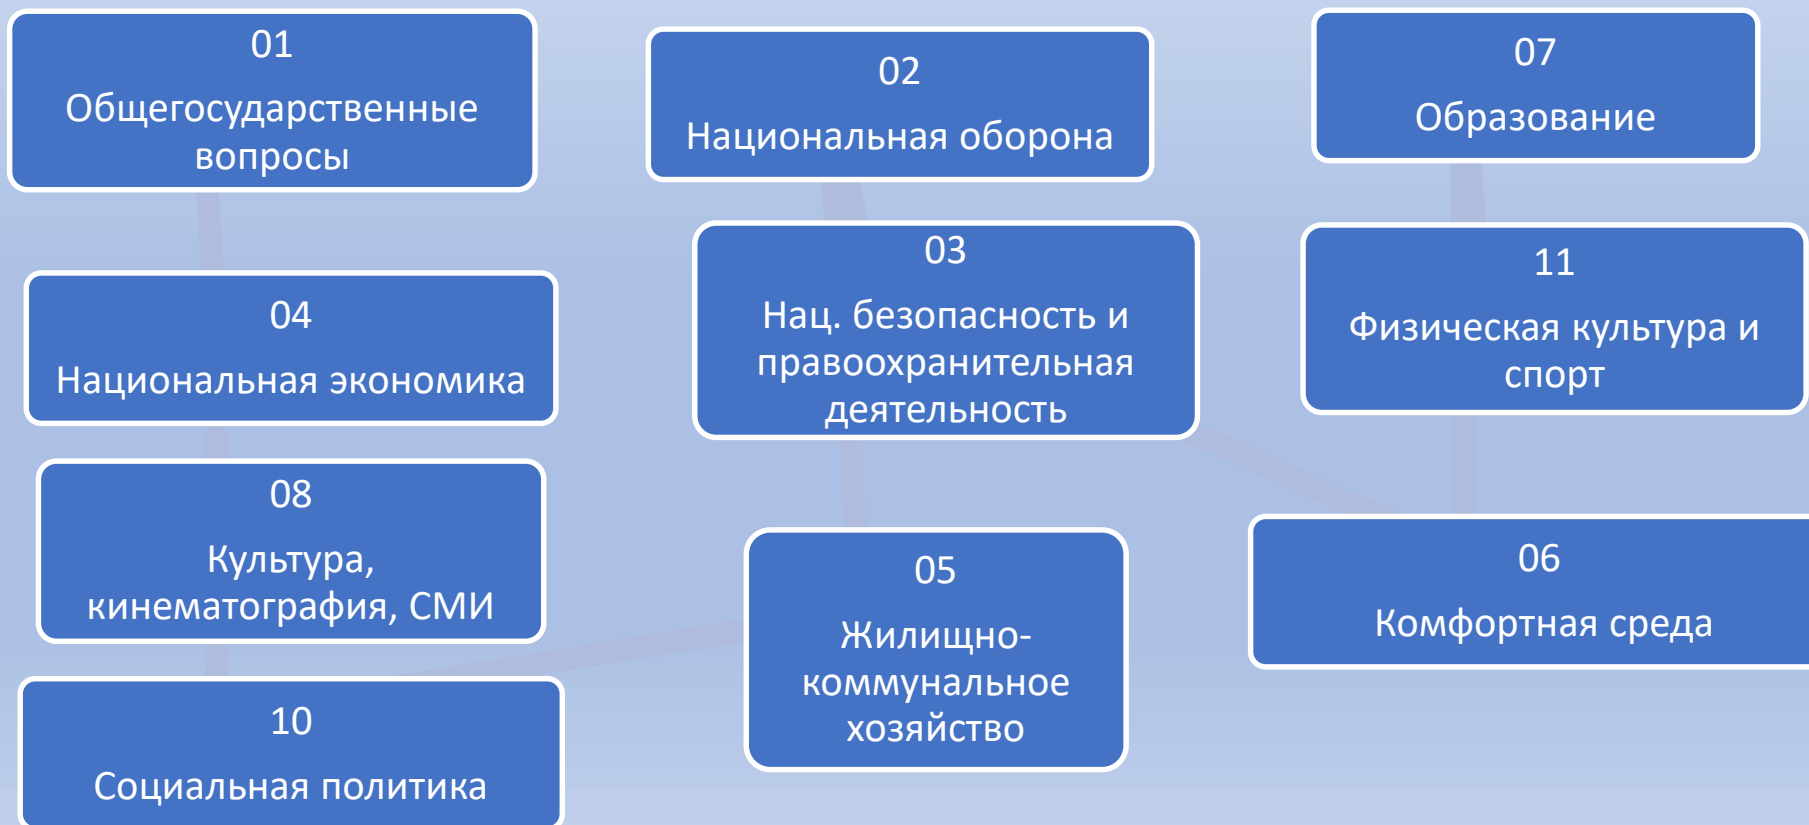 01
Общегосударственные
вопросы
02
Национальная оборона
07
Образование
04
Национальная экономика
03
Нац. безопасность и
правоохранительная
деятельность
11
Физическая культура и
спорт
08
Культура,
кинематография, СМИ
05
Жилищно-
коммунальное
хозяйство
06
Комфортная среда
10
Социальная политика